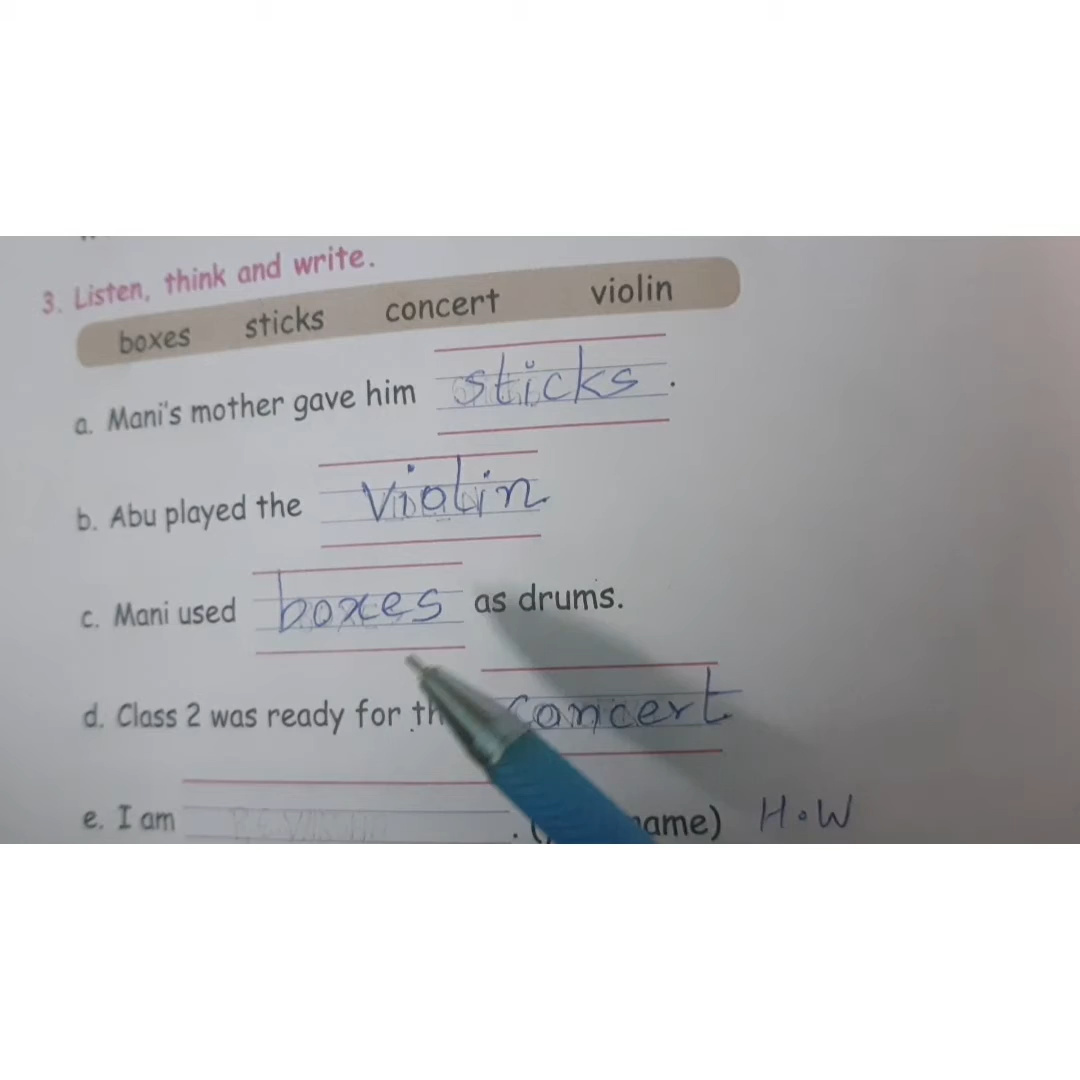 3. Listen, think and write.
boxes sticks concert violin
a. Mani's mother gave him sticks.
b. Abu played the violin
c. Mani used boxes as drums.
d. Class 2 was ready for th concert
e. I am . ( ame) H.W